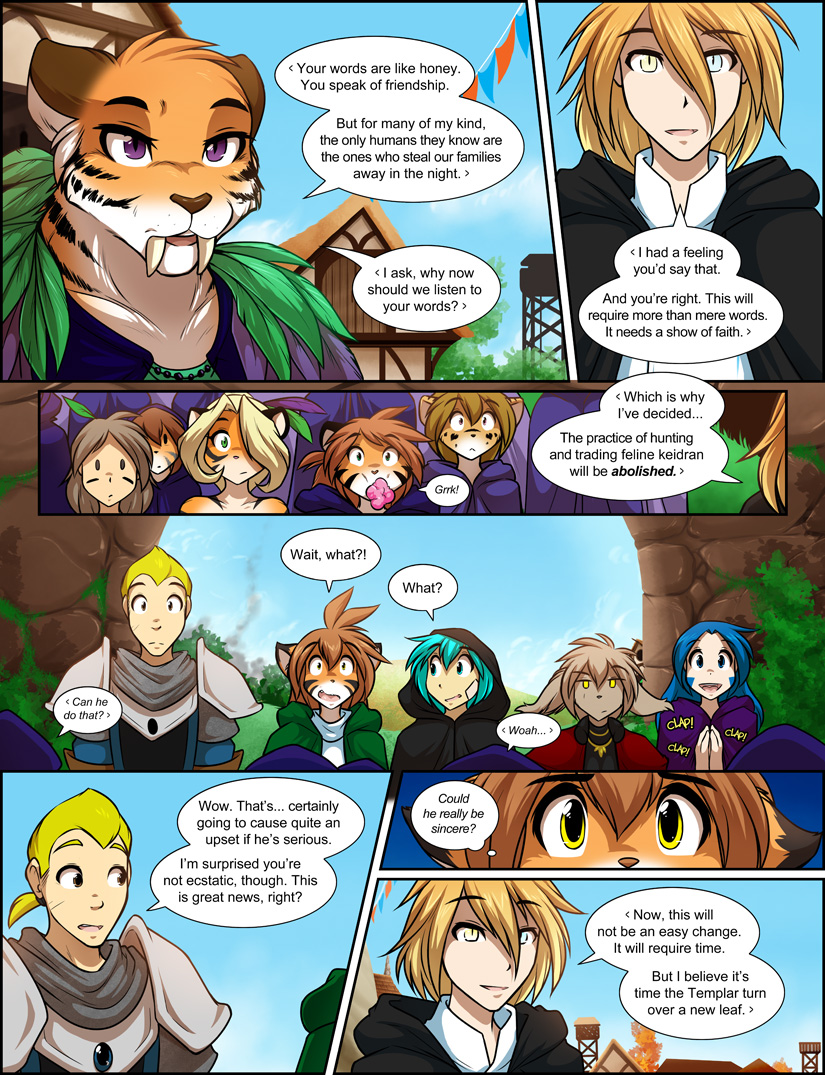 ‹ Your words are like honey.
You speak of friendship.
But for many of my kind,
the only humans they know are
the ones who steal our families
away in the night. ›
‹ I ask, why now
should we listen to
your words? ›
‹ I had a feeling
you'd say that.
And you're right. This will
require more than mere words.
It needs a show of faith. ›
‹ Which is why
I've decided...
The practice of hunting
and trading feline keidran
will be abolished. ›
Grrk!
Wait, what?!
What?
‹ Can he
do that? ›
‹ Woah... ›
CLAP!
CLAP!
CLAP!
Wow. That's... certainly
going to cause quite an
upset if he's serious.
I'm surprised you're
not ecstatic, though. This
is great news, right?
Could
he really be
sincere?
‹ Now, this will
not be an easy change.
It will require time.
But I believe it's
time the Templar turn
over a new leaf. ›